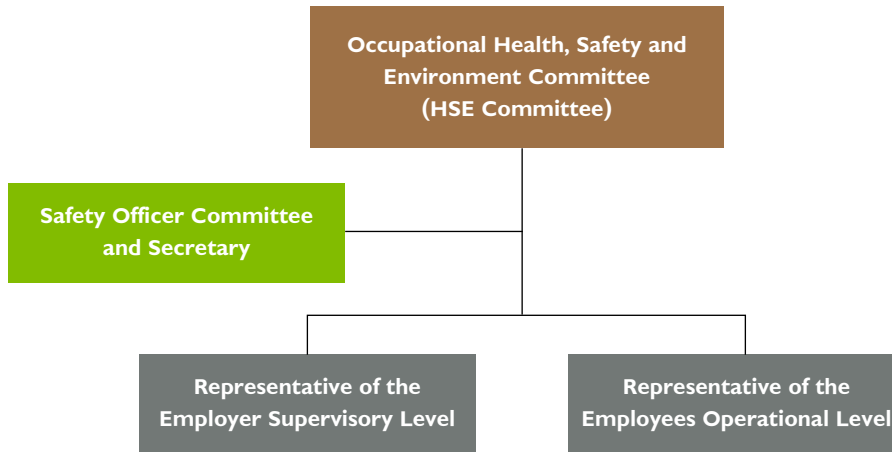 Occupational Health, Safety and
Environment Committee
(HSE Committee)
Safety Officer Committee
and Secretary
Representative of the
Employer Supervisory Level
Representative of the
Employees Operational Level